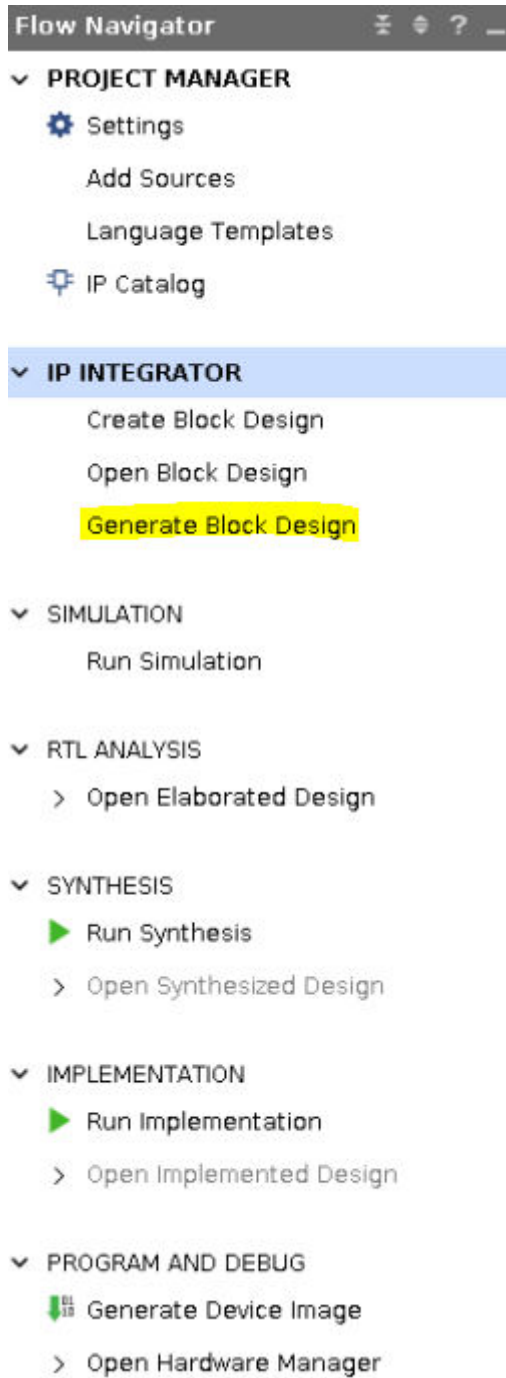 Flow Navigator ?
PROJECT MANAGER
Settings
Add Sources
Language Templates
IP Catalog
IP INTEGRATOR
Create Block Design
Open Block Design
Generate Block Design
SIMULATION
Run Simulation
RTL ANALYSIS
Open Elaborated Design
SYNTHESIS
Run Synthesis
Open Synthesized Design
IMPLEMENTATION
Run Implementation
Open Implemented Design
PROGRAM AND DEBUG
Generate Device Image
Open Hardware Manager